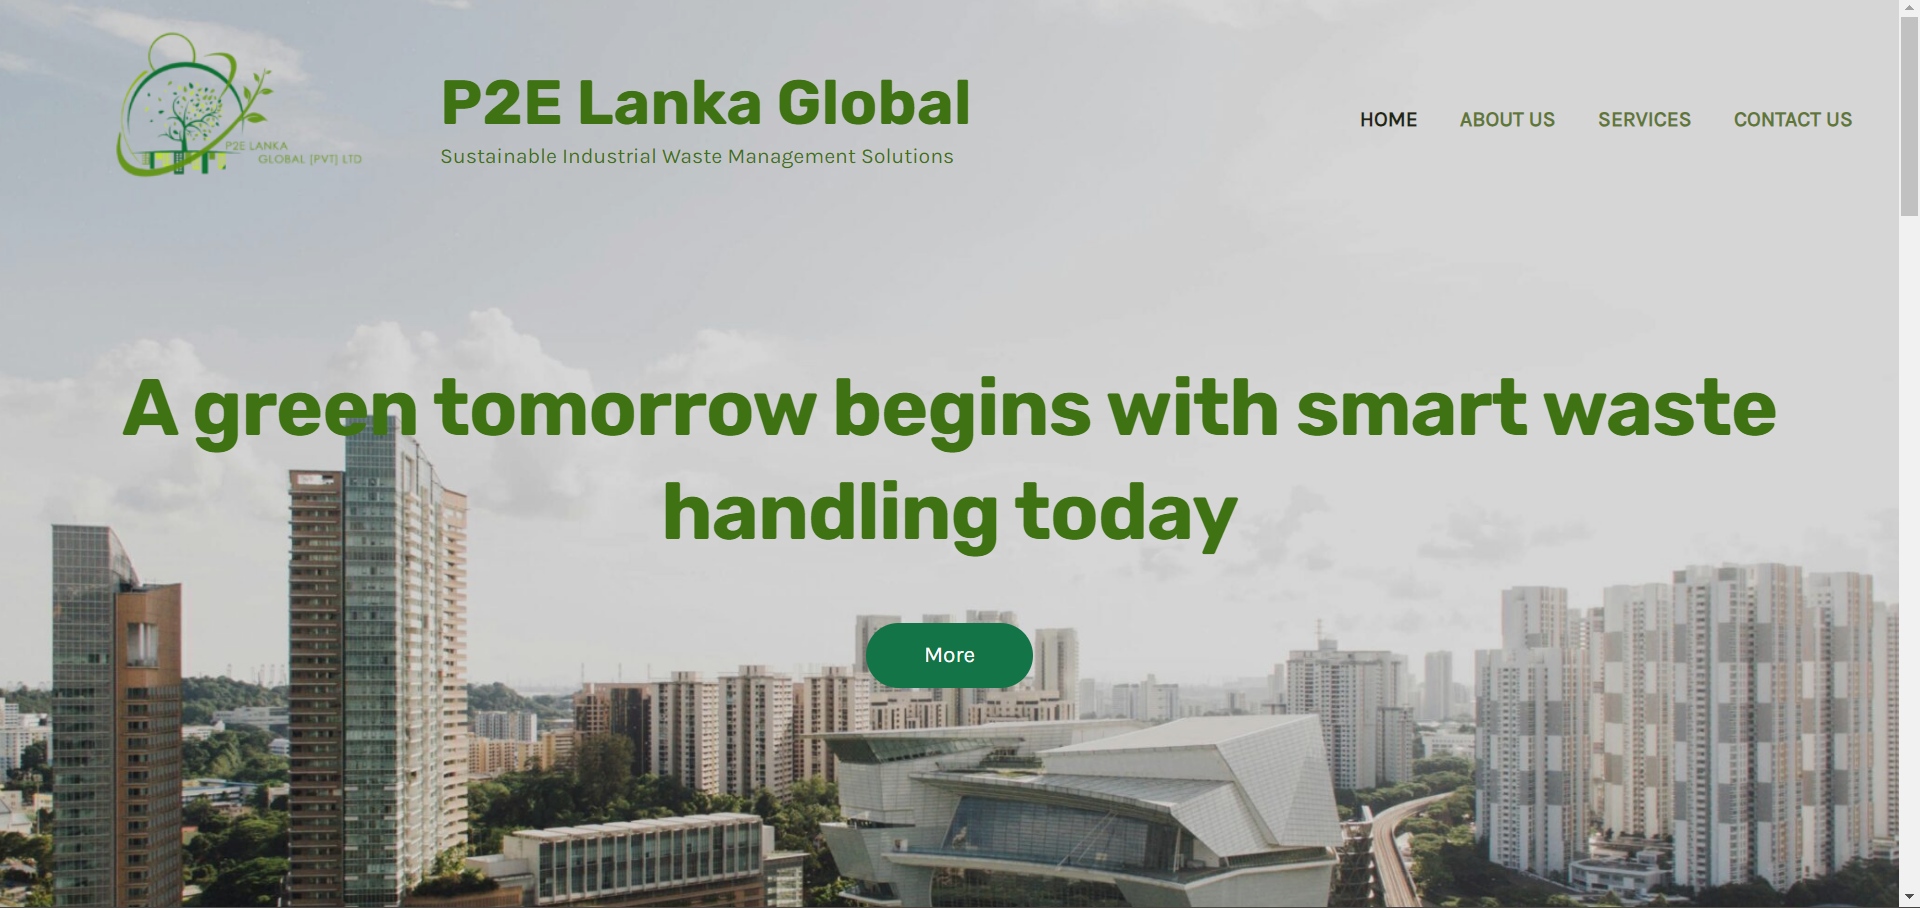 P2E LANKA
GLOBAL [PVT] LTD
P2E Lanka Global
Sustainable Industrial Waste Management Solutions
HOME
ABOUT US
SERVICES
CONTACT US
A green tomorrow begins with smart waste
handling today
More